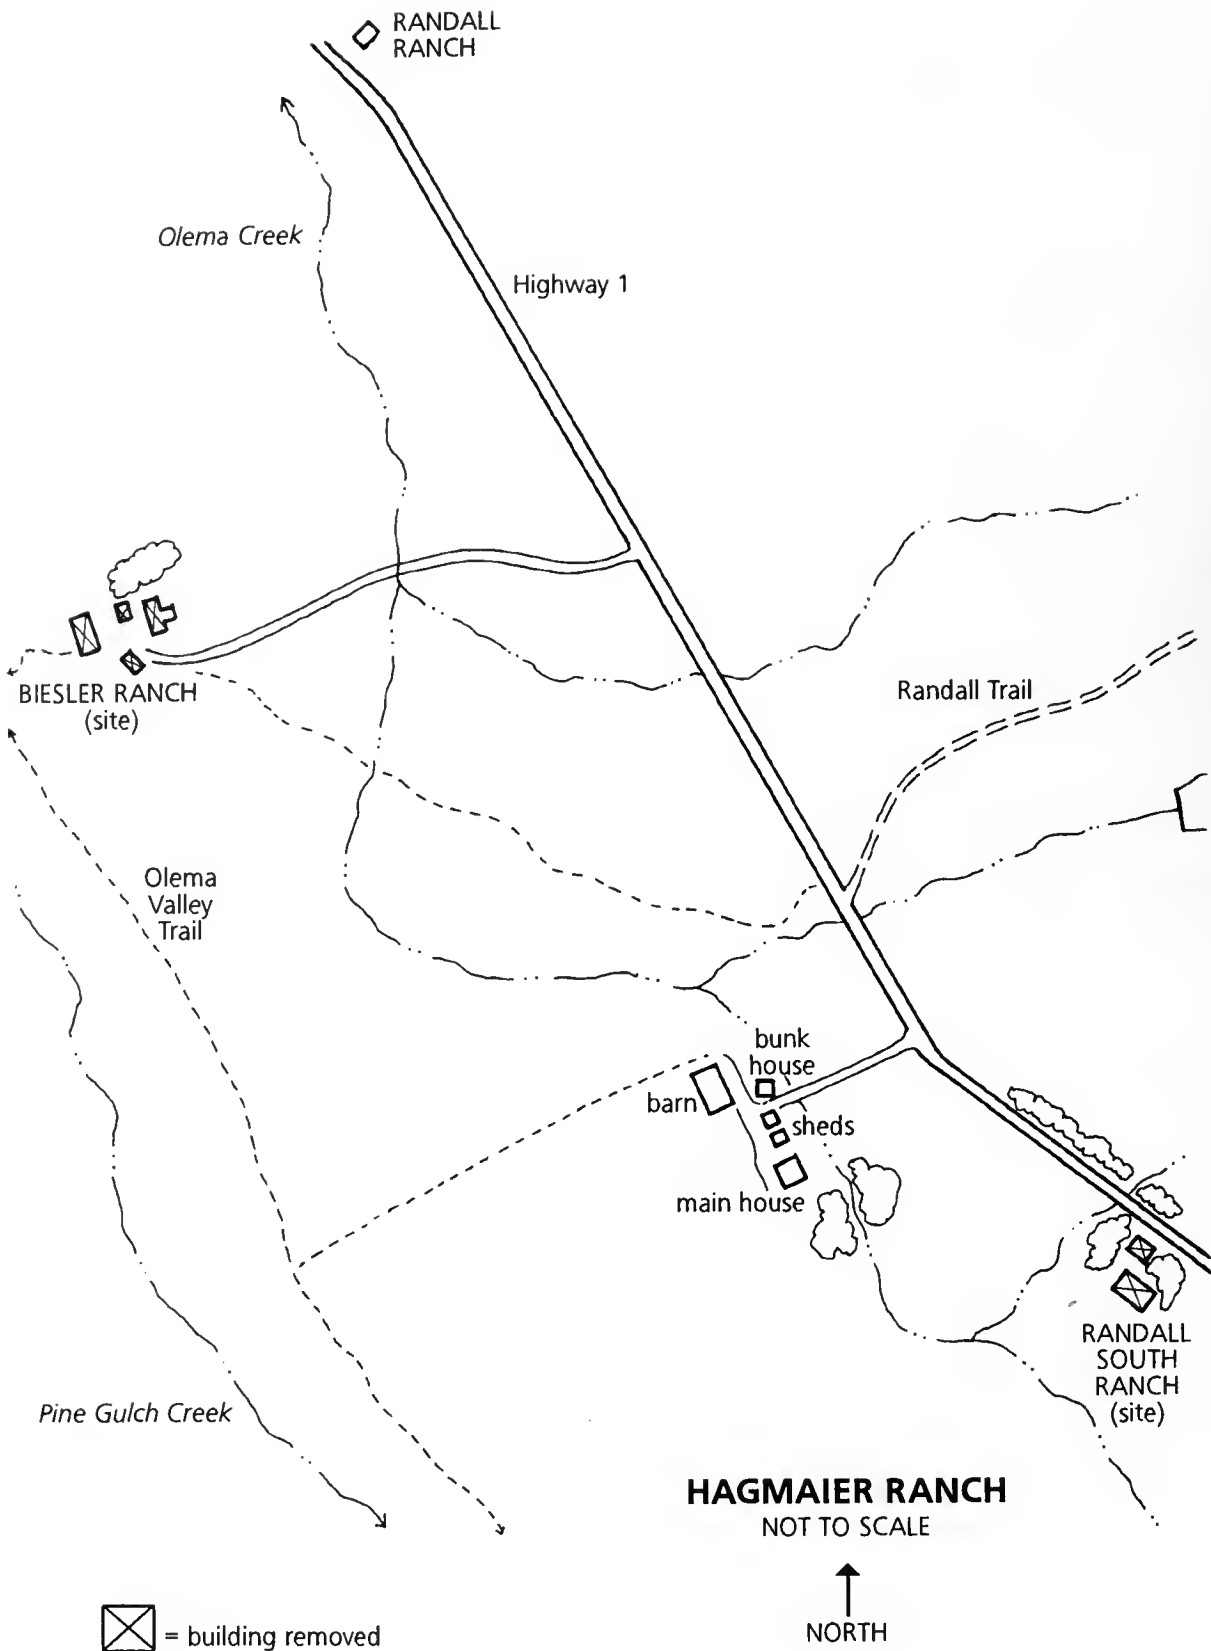 RANDALL
RANCH
Olema Creek
Highway 1
BIESLER RANCH
(site)
Randall Trail
Olema
Valley
Trail
bunk
house
barn
sheds
main house
RANDALL
SOUTH
RANCH
(site)
Pine Gulch Creek
HAGMAIER RANCH
NOT TO SCALE
NORTH
= building removed